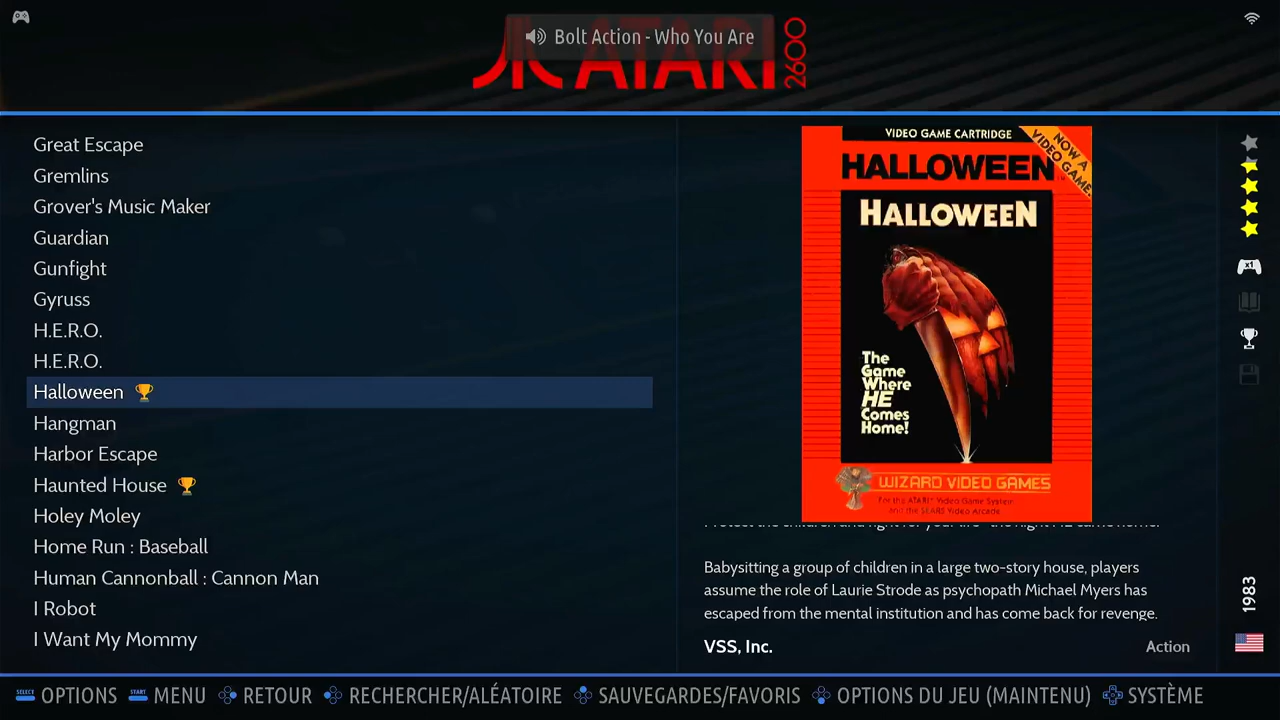 Bolt Action - Who You Are
ATARI 2600
Great Escape
Gremlins
Grover's Music Maker
Guardian
Gunfight
Gyruss
H.E.R.O.
H.E.R.O.
Halloween
Hangman
Harbor Escape
Haunted House
Holey Moley
Home Run : Baseball
Human Cannonball : Cannon Man
I Robot
I Want My Mommy
VIDEO GAME CARTRIDGE
NOW A
VIDEO GAME!
HALLOWEEN
HALLOWEEN
The
Game
Where
HE
Comes
Home!
WIZARD VIDEO GAMES
For the ATARI Video Game System
and the SEARS Video Arcade
Babysitting a group of children in a large two-story house, players
assume the role of Laurie Strode as psychopath Michael Myers has
escaped from the mental institution and has come back for revenge.
VSS, Inc.
Action
x1
1983
SELECT OPTIONS START MENU RETOUR RECHERCHER/ALÉATOIRE SAUVEGARDES/FAVORIS OPTIONS DU JEU (MAINTENU) SYSTÈME